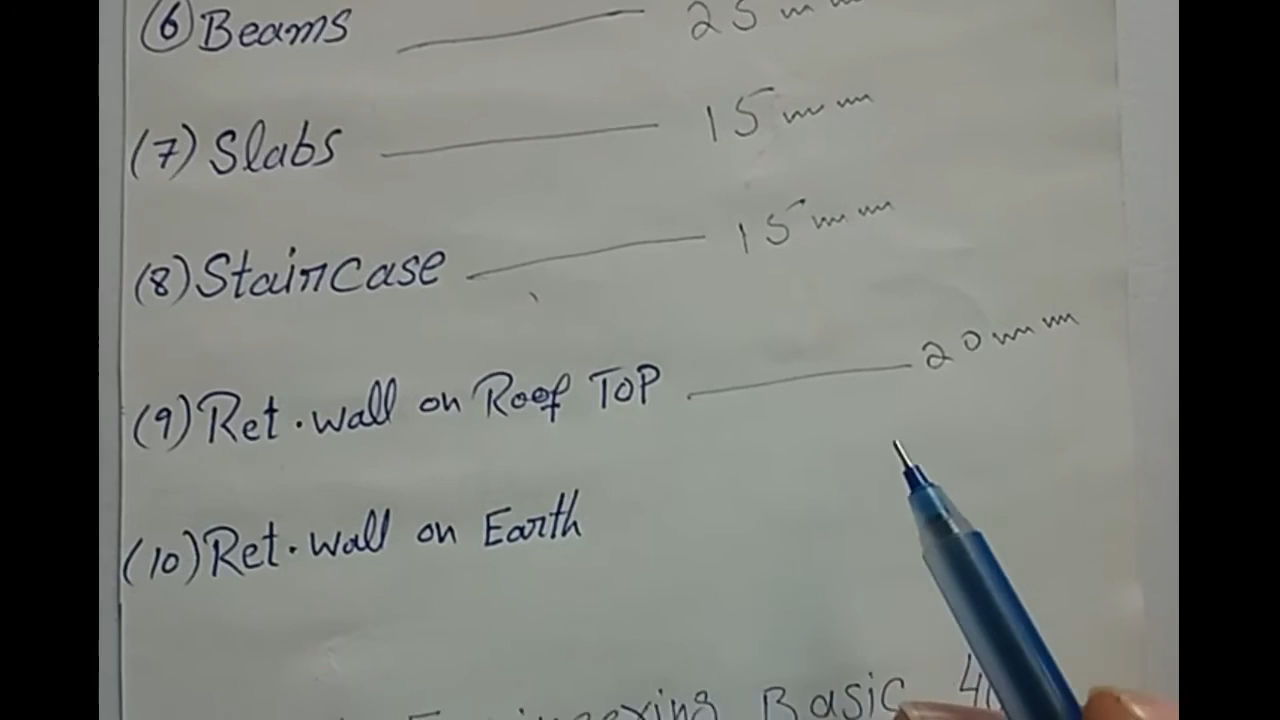 (6) Beams ——— 25 mm
(7) Slabs ——— 15 mm
(8) Staircase ——— 15 mm
(9) Ret. wall on Roof TOP ——— 20 mm
(10) Ret. wall on Earth
Engineering Basic